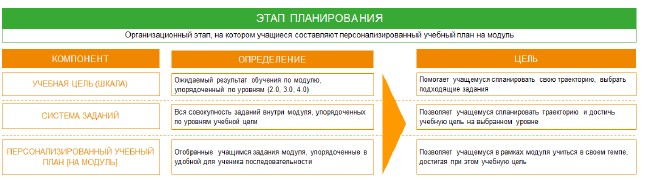 ЭТАП ПЛАНИРОВАНИЯ
Организационный этап, на котором учащиеся составляют персонализированный учебный план на модуль
КОМПОНЕНТ
ОПРЕДЕЛЕНИЕ
ЦЕЛЬ
УЧЕБНАЯ ЦЕЛЬ (ШКАЛА)
Ожидаемый результат обучения по модулю,
упорядоченный по уровням (2.0, 3.0, 4.0)
Помогает учащемуся спланировать свою траекторию, выбрать
подходящие задания
СИСТЕМА ЗАДАНИЙ
Вся совокупность заданий внутри модуля, упорядоченных
по уровням учебной цели
Позволяет учащемуся спланировать траекторию и достичь
учебную цель на выбранном уровне
ПЕРСОНАЛИЗИРОВАННЫЙ УЧЕБНЫЙ
ПЛАН [НА МОДУЛЬ]
Отобранные учащимся задания модуля, упорядоченные в
удобной для ученика последовательности
Позволяет учащемуся в рамках модуля учиться в своем темпе,
достигая при этом учебную цель